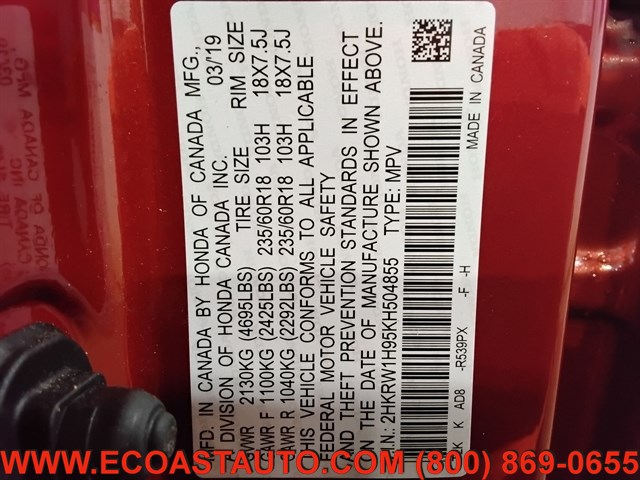 MFD. IN CANADA BY HONDA OF CANADA MFG.,
A DIVISION OF HONDA CANADA INC. 03/'19
GVWR 2130KG (4695LBS) TIRE SIZE RIM SIZE
GAWR F 1100KG (2425LBS) 235/60R18 103H 18X7.5J
GAWR R 1040KG (2292LBS) 235/60R18 103H 18X7.5J
THIS VEHICLE CONFORMS TO ALL APPLICABLE
FEDERAL MOTOR VEHICLE SAFETY
AND THEFT PREVENTION STANDARDS IN EFFECT
ON THE DATE OF MANUFACTURE SHOWN ABOVE.
V.I.N.: 2HKRW1H95KH504855 TYPE: MPV
K AD8 -R539PX -F -H MADE IN CANADA
WWW.ECOASTAUTO.COM (800) 869-0655